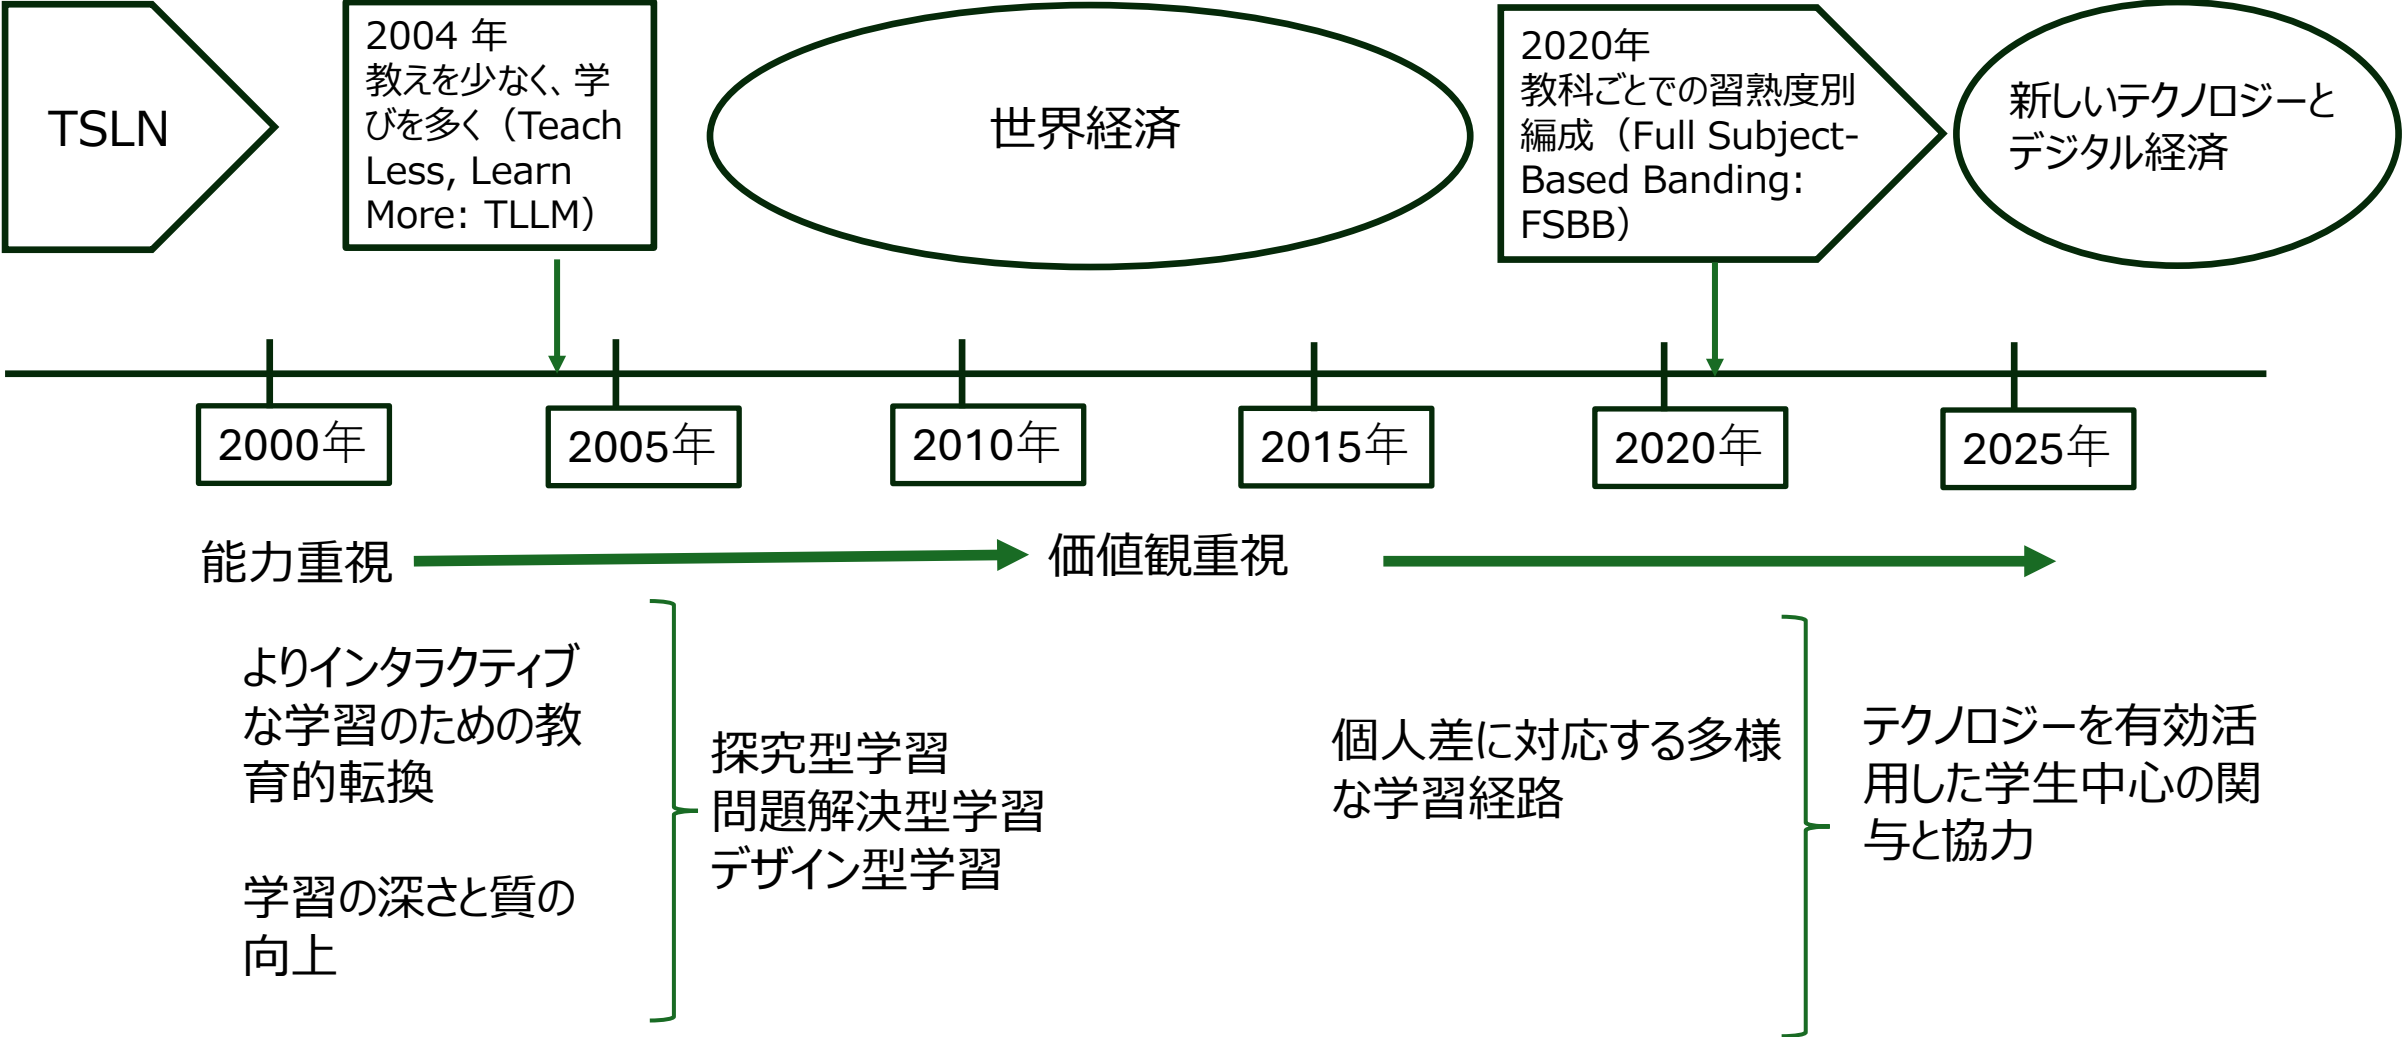 TSLN
2004 年
教えを少なく、学
びを多く（Teach
Less, Learn
More: TLLM）
世界経済
2020年
教科ごとでの習熟度別
編成（Full Subject-
Based Banding:
FSBB）
新しいテクノロジーと
デジタル経済
2000年
2005年
2010年
2015年
2020年
2025年
能力重視
価値観重視
よりインタラクティブ
な学習のための教
育的転換
学習の深さと質の
向上
探究型学習
問題解決型学習
デザイン型学習
個人差に対応する多様
な学習経路
テクノロジーを有効活
用した学生中心の関
与と協力